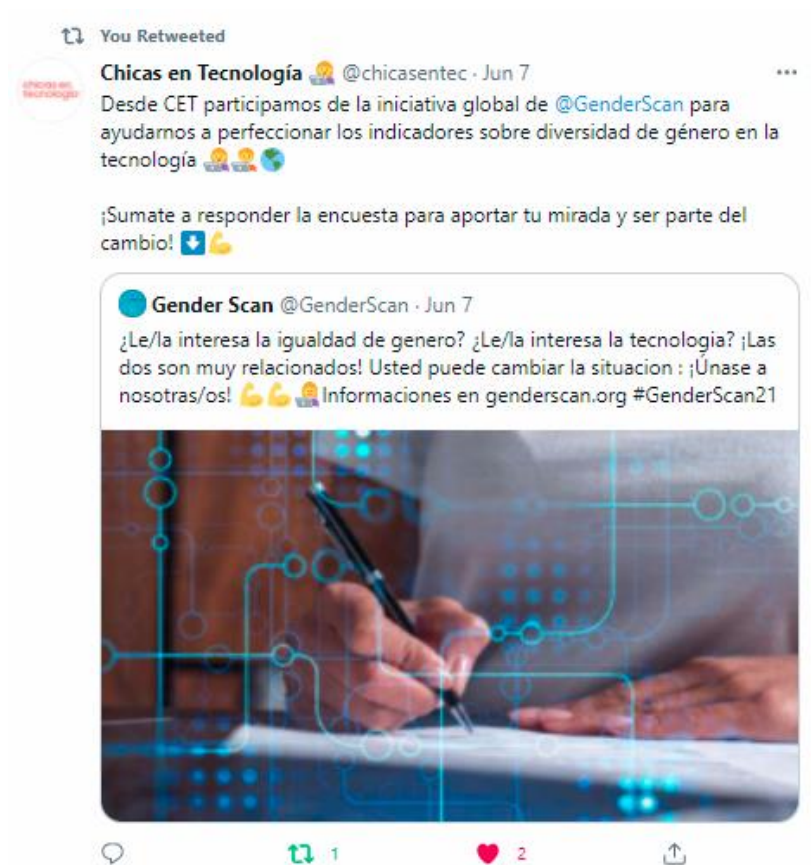 You Retweeted
Chicas en Tecnología 👩‍💻 @chicasentec · Jun 7
Desde CET participamos de la iniciativa global de @GenderScan para
ayudarnos a perfeccionar los indicadores sobre diversidad de género en la
tecnología 👩‍💻🧑‍💻🌎
¡Sumate a responder la encuesta para aportar tu mirada y ser parte del
cambio! ⬇️💪
chicas en
tecnología
Gender Scan @GenderScan · Jun 7
¿Le/la interesa la igualdad de genero? ¿Le/la interesa la tecnologia? ¡Las
dos son muy relacionados! Usted puede cambiar la situacion : ¡Únase a
nosotras/os! 💪💪👩‍💻Informaciones en genderscan.org #GenderScan21
1
2